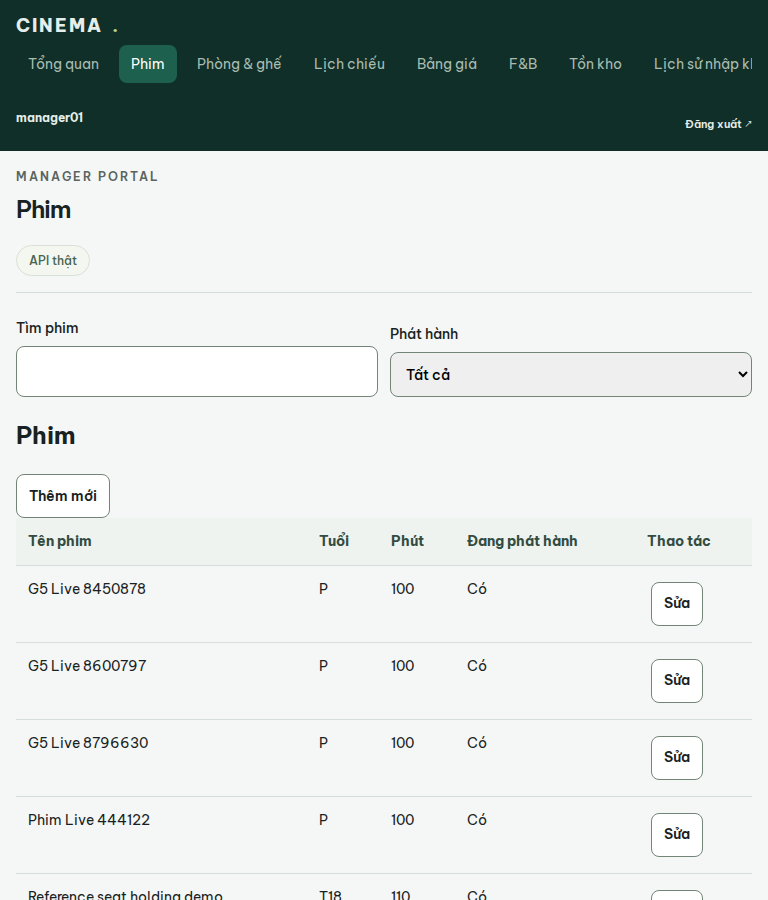 CINEMA .
Tổng quan Phim Phòng & ghế Lịch chiếu Bảng giá F&B Tồn kho Lịch sử nhập
manager01
Đăng xuất ↗
MANAGER PORTAL
Phim
API thật
Tìm phim
Phát hành
Tất cả
Phim
Thêm mới
Tên phim Tuổi Phút Đang phát hành Thao tác
G5 Live 8450878 P 100 Có Sửa
G5 Live 8600797 P 100 Có Sửa
G5 Live 8796630 P 100 Có Sửa
Phim Live 444122 P 100 Có Sửa
Reference seat holding demo T18 110 Có